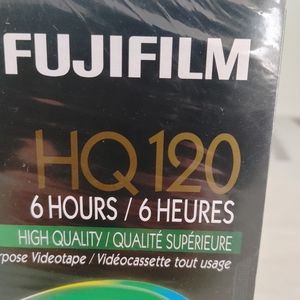 FUJIFILM
HQ 120
6 HOURS / 6 HEURES
HIGH QUALITY / QUALITÉ SUPÉRIEURE
rpose Videotape / Vidéocassette tout usage